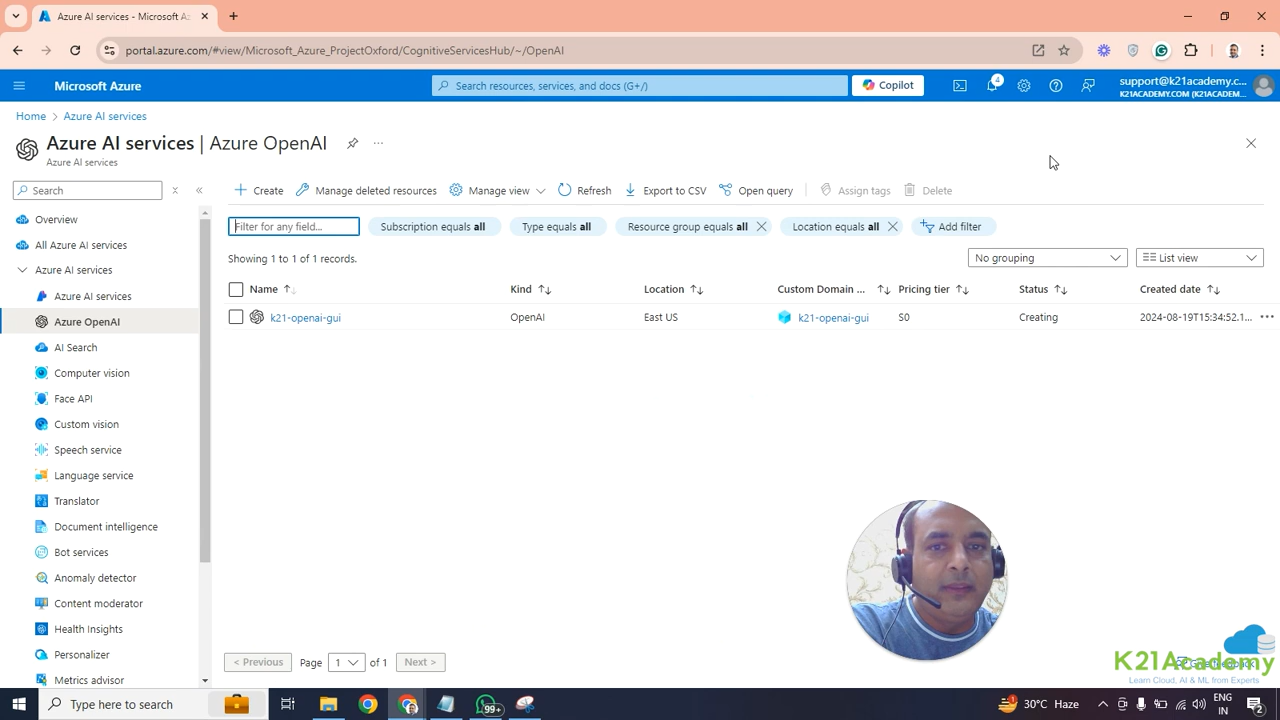 Azure AI services - Microsoft Az
portal.azure.com/#view/Microsoft_Azure_ProjectOxford/CognitiveServicesHub/~/OpenAI
Microsoft Azure
Search resources, services, and docs (G+/)
Copilot
4
support@k21academy.c...
K21ACADEMY.COM (K21ACADEM...
Home > Azure AI services
Azure AI services | Azure OpenAI
Azure AI services
Search
Create
Manage deleted resources
Manage view
Refresh
Export to CSV
Open query
Assign tags
Delete
Overview
All Azure AI services
Azure AI services
Azure AI services
Azure OpenAI
AI Search
Computer vision
Face API
Custom vision
Speech service
Language service
Translator
Document intelligence
Bot services
Anomaly detector
Content moderator
Health Insights
Personalizer
Metrics advisor
Filter for any field...
Subscription equals all
Type equals all
Resource group equals all
Location equals all
Add filter
Showing 1 to 1 of 1 records.
No grouping
List view
Name
Kind
Location
Custom Domain ...
Pricing tier
Status
Created date
k21-openai-gui
OpenAI
East US
k21-openai-gui
S0
Creating
2024-08-19T15:34:52.1...
< Previous
Page
1
of 1
Next >
Give feedback
K21Academy
Learn Cloud, AI & ML from Experts
Type here to search
99+
30°C Haze
ENG
IN
2